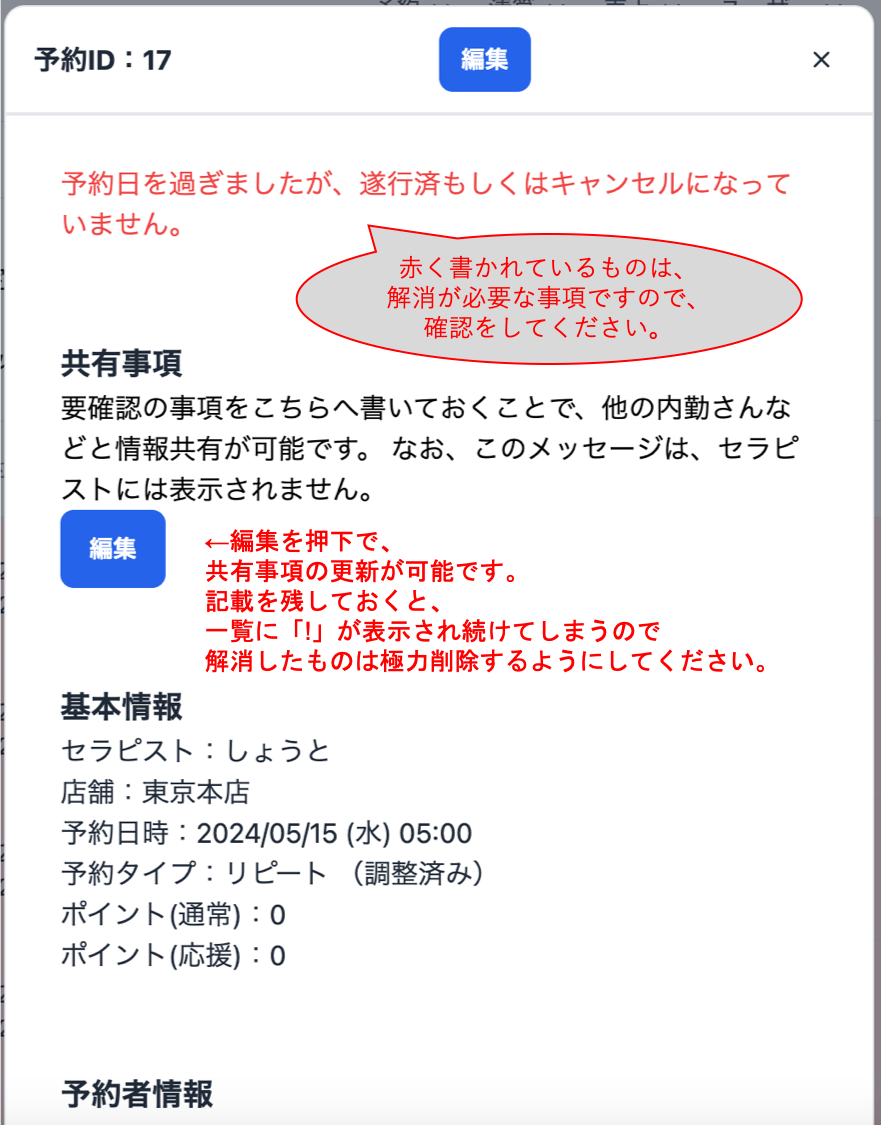 予約ID：17
編集
×
予約日を過ぎましたが、遂行済もしくはキャンセルになって
いません。
赤く書かれているものは、
解消が必要な事項ですので、
確認をしてください。
共有事項
要確認の事項をこちらへ書いておくことで、他の内勤さんな
どと情報共有が可能です。 なお、このメッセージは、セラピ
ストには表示されません。
編集
←編集を押下で、
共有事項の更新が可能です。
記載を残しておくと、
一覧に「!」が表示され続けてしまうので
解消したものは極力削除するようにしてください。
基本情報
セラピスト：しょうと
店舗：東京本店
予約日時：2024/05/15 (水) 05:00
予約タイプ：リピート （調整済み）
ポイント(通常)：0
ポイント(応援)：0
予約者情報